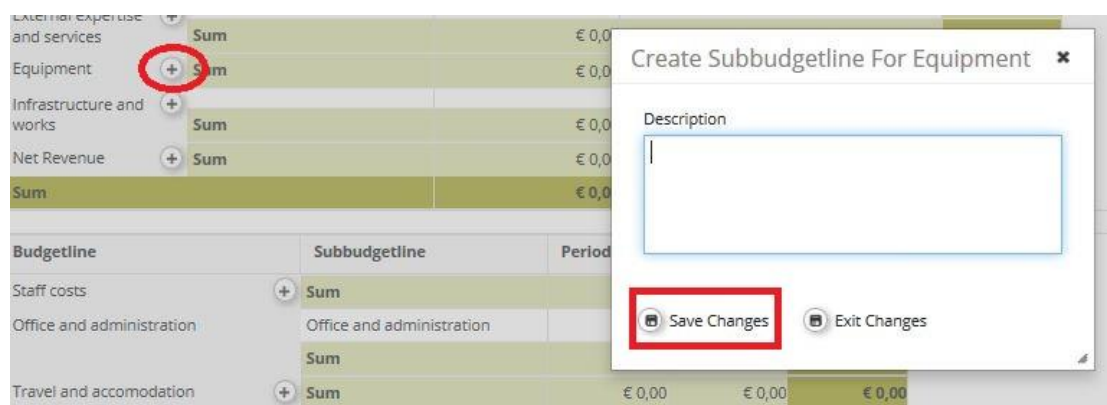 External expertise
and services Sum € 0,0
Equipment + Sum € 0,0
Infrastructure and
works Sum € 0,0
Net Revenue + Sum € 0,0
Sum € 0,0
Create Subbudgetline For Equipment ×
Description
Save Changes Exit Changes
Budgetline Subbudgetline Period
Staff costs + Sum
Office and administration Office and administration
Sum
Travel and accomodation + Sum € 0,00 € 0,00 € 0,00